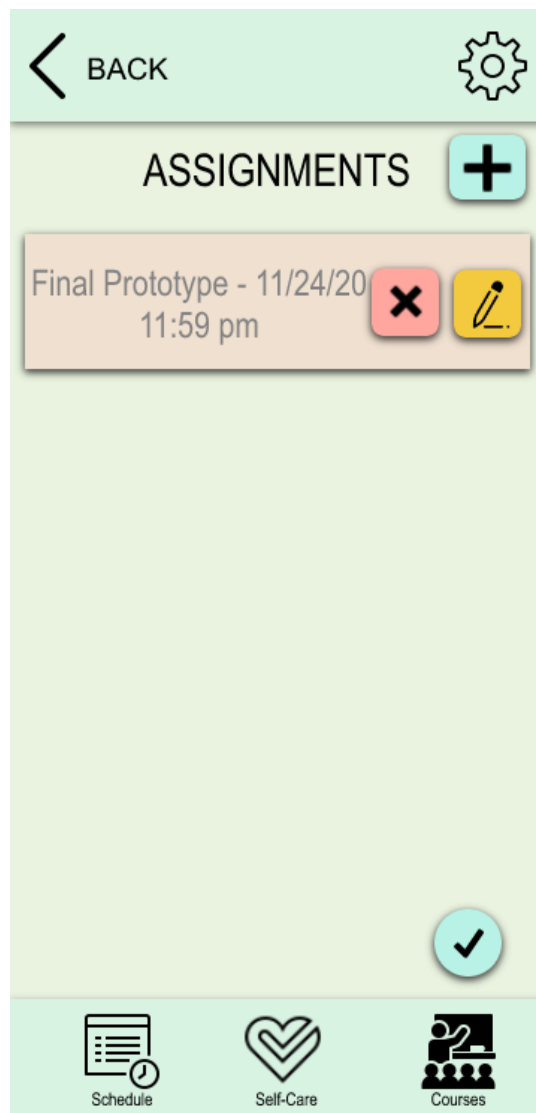 BACK
ASSIGNMENTS
Final Prototype - 11/24/20
11:59 pm
Schedule
Self-Care
Courses